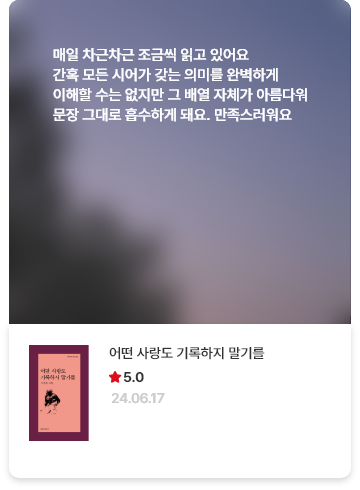 매일 차근차근 조금씩 읽고 있어요
간혹 모든 시어가 갖는 의미를 완벽하게
이해할 수는 없지만 그 배열 자체가 아름다워
문장 그대로 흡수하게 돼요. 만족스러워요
어떤 사랑도
기록하지 말기를
어떤 사랑도 기록하지 말기를
5.0
24.06.17